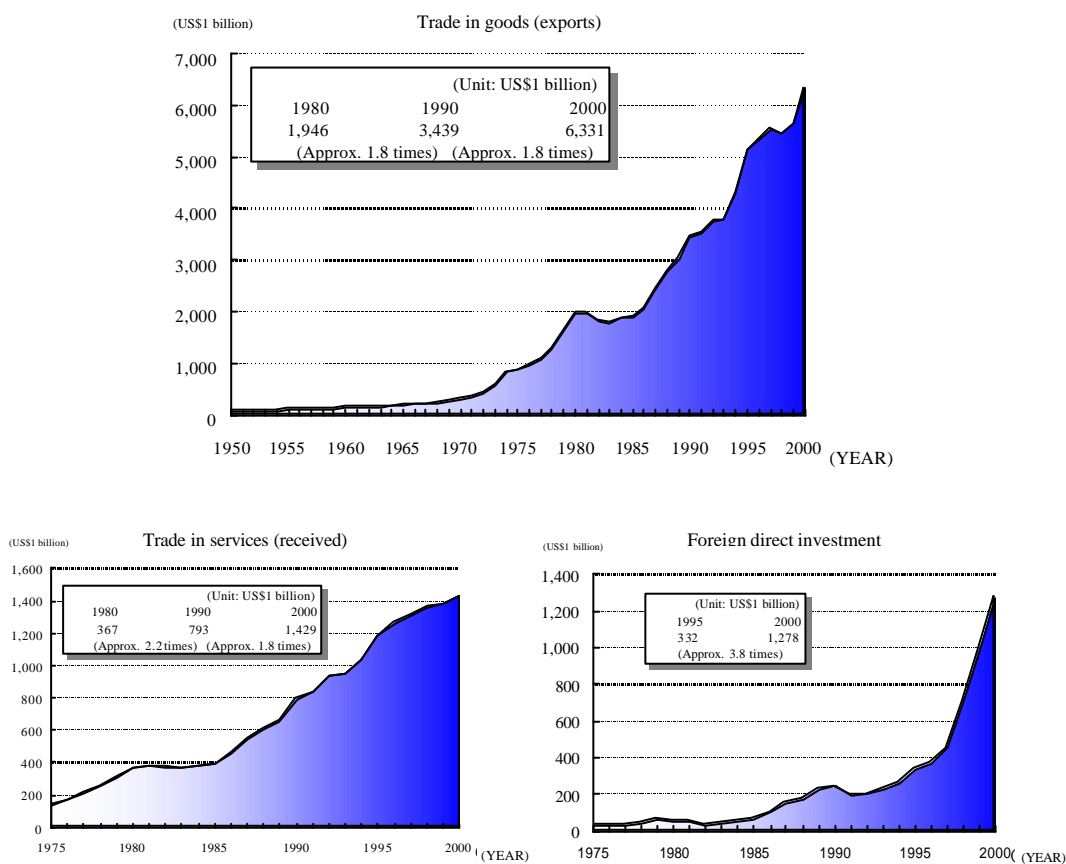 (US$1 billion)
Trade in goods (exports)
7,000
6,000
5,000
4,000
3,000
2,000
1,000
0
(Unit: US$1 billion)
1980 1990 2000
1,946 3,439 6,331
(Approx. 1.8 times) (Approx. 1.8 times)
1950 1955 1960 1965 1970 1975 1980 1985 1990 1995 2000
(YEAR)
(US$1 billion)
Trade in services (received)
1,600
1,400
1,200
1,000
800
600
400
200
0
(Unit: US$1 billion)
1980 1990 2000
367 793 1,429
(Approx. 2.2 times) (Approx. 1.8 times)
1975 1980 1985 1990 1995 2000
(YEAR)
(US$1 billion)
Foreign direct investment
1,400
1,200
1,000
800
600
400
200
0
(Unit: US$1 billion)
1995 2000
332 1,278
(Approx. 3.8 times)
1975 1980 1985 1990 1995 2000(
(YEAR)